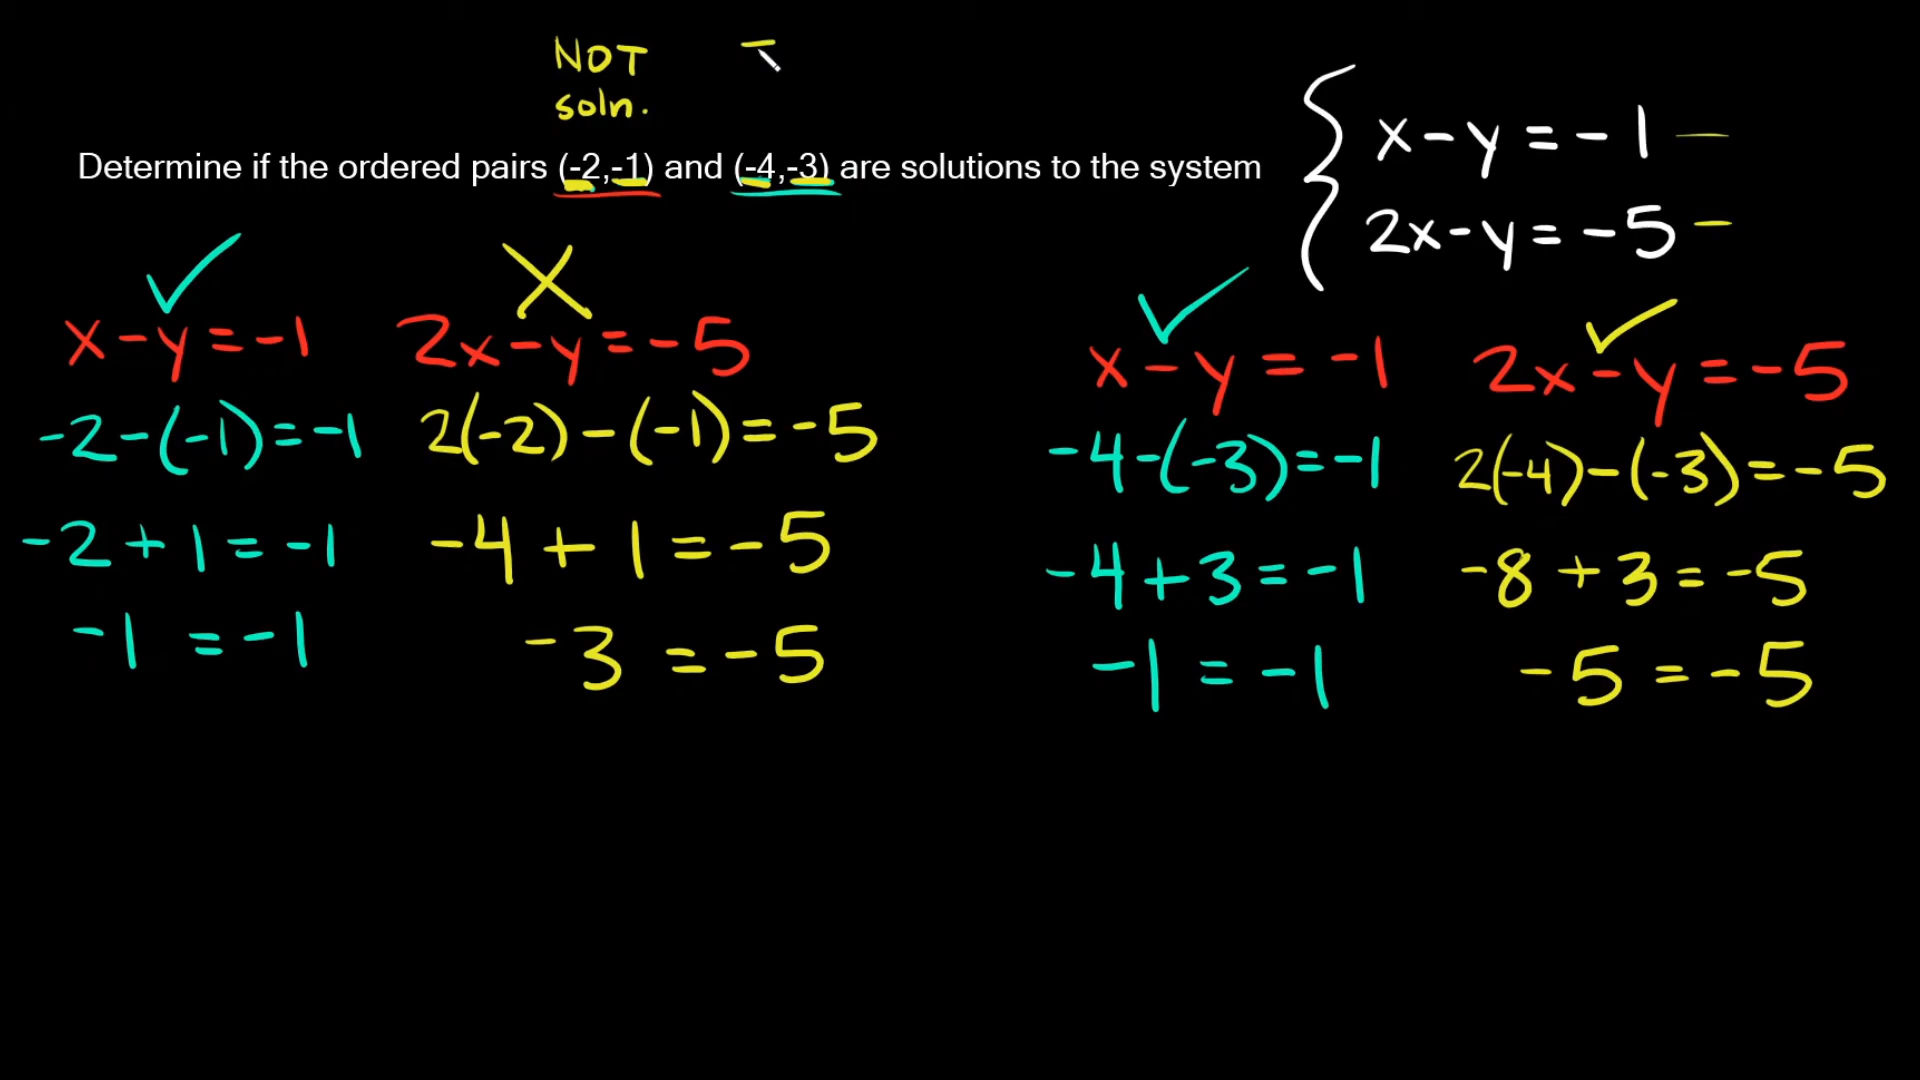 NOT
soln.
Determine if the ordered pairs (-2,-1) and (-4,-3) are solutions to the system
x-y=-1
2x-y=-5
x-y=-1
-2-(-1)=-1
-2+1=-1
-1=-1
2x-y=-5
2(-2)-(-1)=-5
-4+1=-5
-3=-5
x-y=-1
-4-(-3)=-1
-4+3=-1
-1=-1
2x-y=-5
2(-4)-(-3)=-5
-8+3=-5
-5=-5